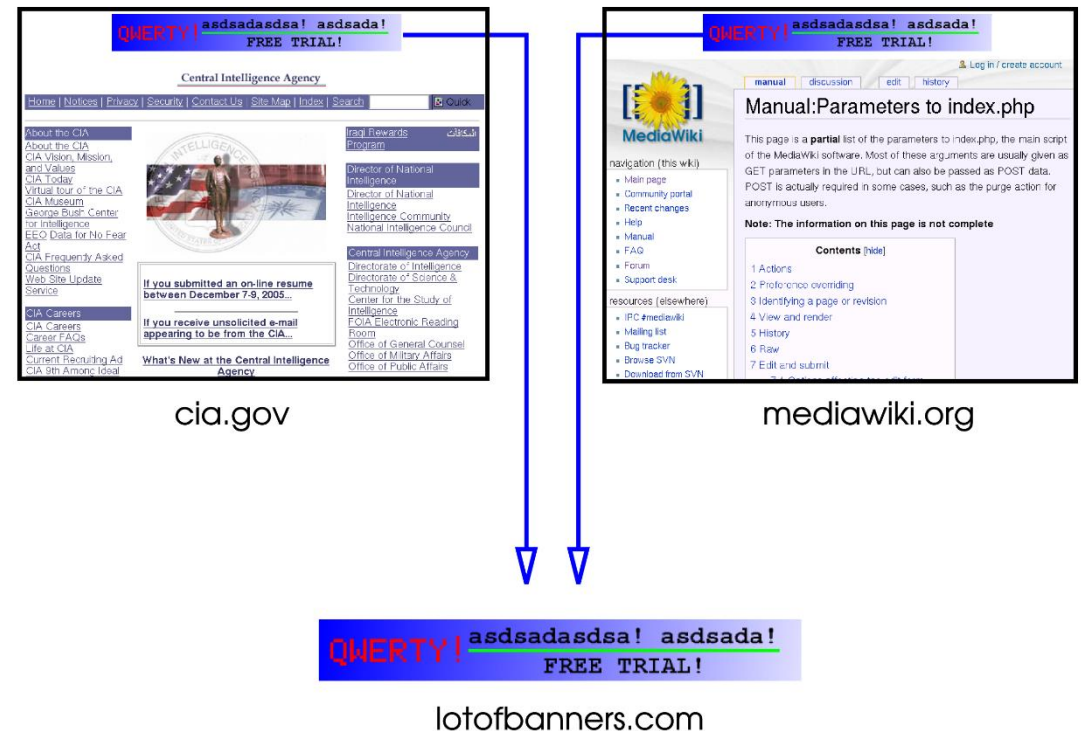 QWERTY! asdsadasdsa! asdsada!
FREE TRIAL!
Central Intelligence Agency
Home | Notices | Privacy | Security | Contact Us Site Map | Index | Search Quick
About the CIA
About the CIA
CIA Vision, Mission,
and Values
CIA Today
Virtual tour of the CIA
CIA Museum
George Bush Center
for Intelligence
EEO Data for No Fear
Act
CIA Frequently Asked
Questions
Web Site Update
Service
CIA Careers
CIA Careers
Career FAQs
Life at CIA
Current Recruiting Ad
CIA 9th Among Ideal
INTELLIGENCE
If you submitted an on-line resume
between December 7-9, 2005...
If you receive unsolicited e-mail
appearing to be from the CIA...
What's New at the Central Intelligence
Agency
Iraqi Rewards
Program
Director of National
Intelligence
Director of National
Intelligence
Intelligence Community
National Intelligence Council
Central Intelligence Agency
Directorate of Intelligence
Directorate of Science &
Technology
Center for the Study of
Intelligence
FOIA Electronic Reading
Room
Office of General Counsel
Office of Military Affairs
Office of Public Affairs
cia.gov
QWERTY! asdsadasdsa! asdsada!
FREE TRIAL!
Log in / create account
manual discussion edit history
MediaWiki
navigation (this wiki)
Main page
Community portal
Recent changes
Help
Manual
FAQ
Forum
Support desk
resources (elsewhere)
IRC #mediawiki
Mailing list
Bug tracker
Browse SVN
Download from SVN
Manual:Parameters to index.php
This page is a partial list of the parameters to index.php, the main script
of the MediaWiki software. Most of these arguments are usually given as
GET parameters in the URL, but can also be passed as POST data.
POST is actually required in some cases, such as the purge action for
anonymous users.
Note: The information on this page is not complete
Contents [hide]
1 Actions
2 Preference overriding
3 Identifying a page or revision
4 View and render
5 History
6 Raw
7 Edit and submit
mediawiki.org
QWERTY! asdsadasdsa! asdsada!
FREE TRIAL!
lotofbanners.com